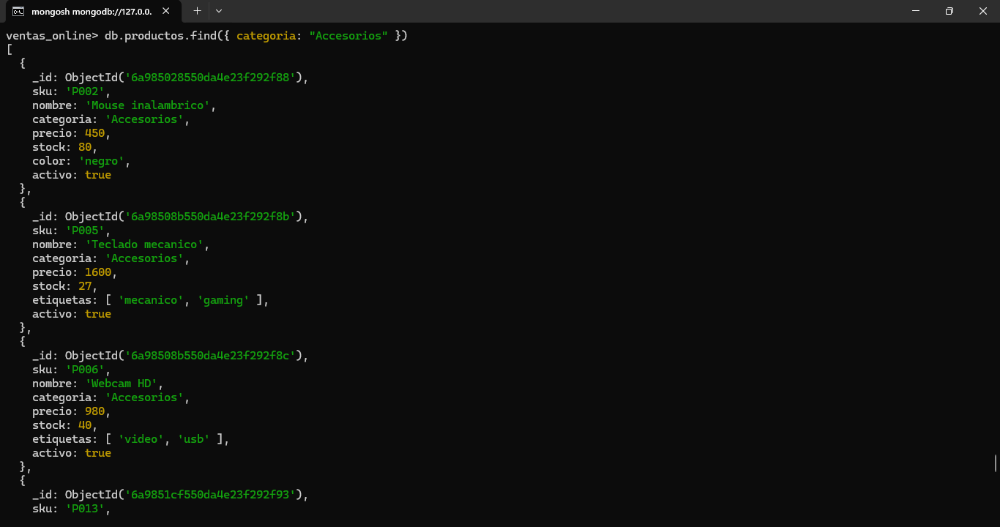 mongosh mongodb://127.0.0.
ventas_online> db.productos.find({ categoria: "Accesorios" })
[
  {
    _id: ObjectId('6a985028550da4e23f292f88'),
    sku: 'P002',
    nombre: 'Mouse inalambrico',
    categoria: 'Accesorios',
    precio: 450,
    stock: 80,
    color: 'negro',
    activo: true
  },
  {
    _id: ObjectId('6a98508b550da4e23f292f8b'),
    sku: 'P005',
    nombre: 'Teclado mecanico',
    categoria: 'Accesorios',
    precio: 1600,
    stock: 27,
    etiquetas: [ 'mecanico', 'gaming' ],
    activo: true
  },
  {
    _id: ObjectId('6a98508b550da4e23f292f8c'),
    sku: 'P006',
    nombre: 'Webcam HD',
    categoria: 'Accesorios',
    precio: 980,
    stock: 40,
    etiquetas: [ 'video', 'usb' ],
    activo: true
  },
  {
    _id: ObjectId('6a9851cf550da4e23f292f93'),
    sku: 'P013',